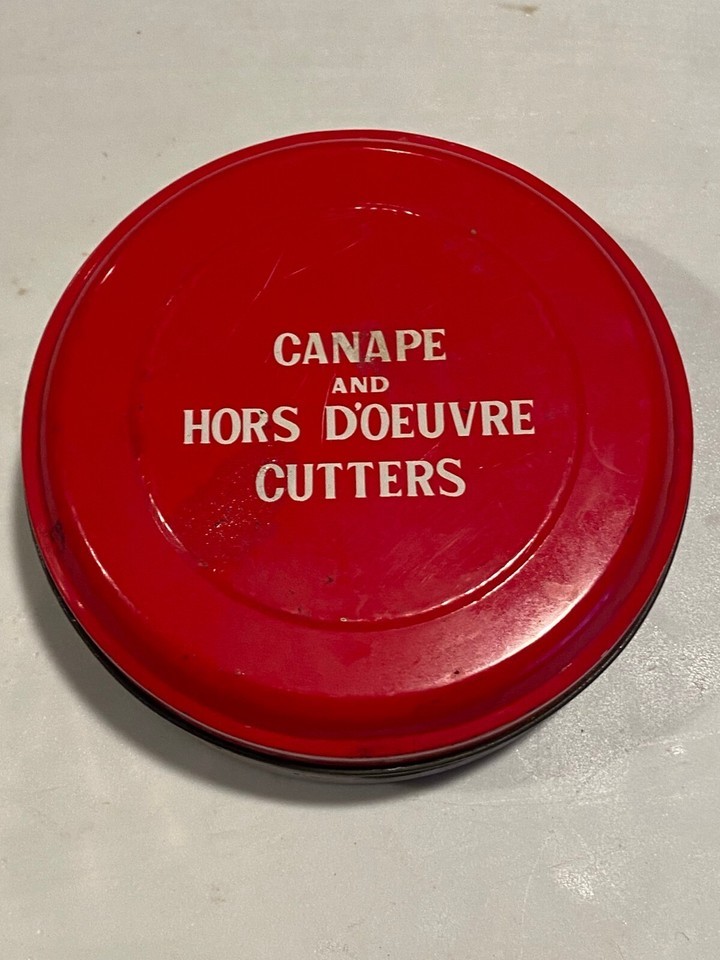 CANAPE
AND
HORS D'OEUVRE
CUTTERS